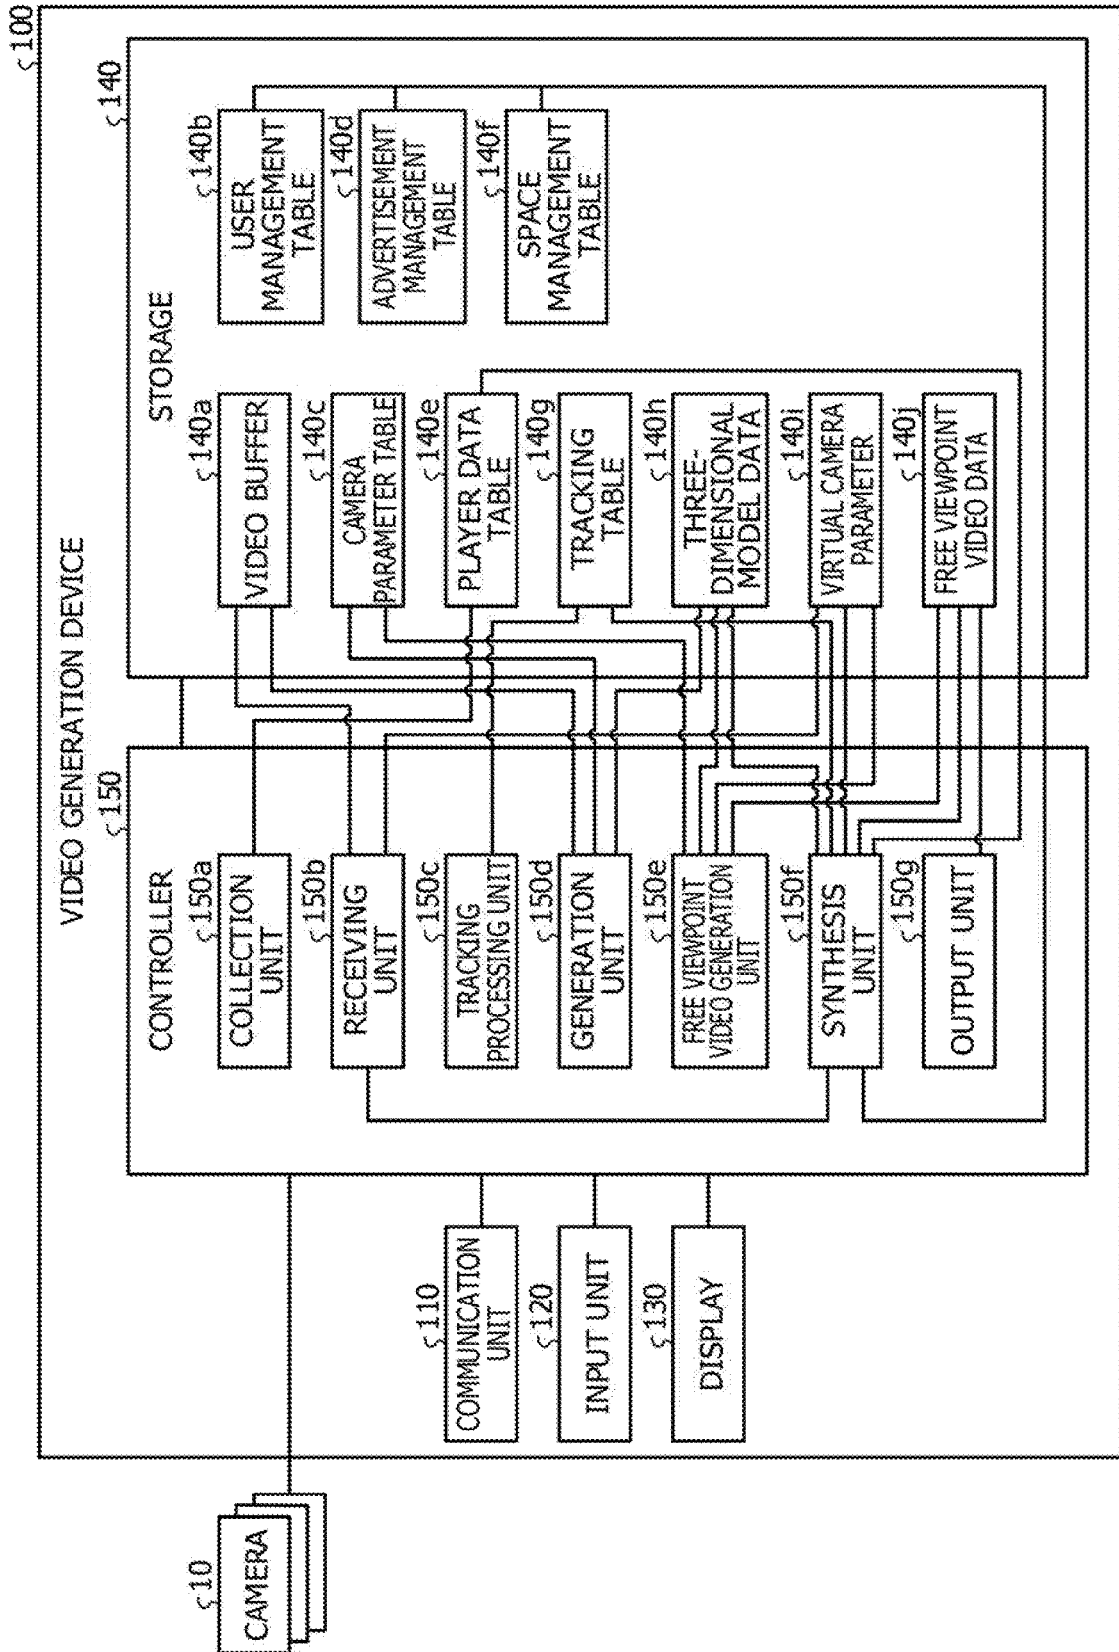 VIDEO GENERATION DEVICE
100
10
CAMERA
110
COMMUNICATION
UNIT
120
INPUT UNIT
130
DISPLAY
150
CONTROLLER
150a
COLLECTION
UNIT
150b
RECEIVING
UNIT
150c
TRACKING
PROCESSING UNIT
150d
GENERATION
UNIT
150e
FREE VIEWPOINT
VIDEO GENERATION
UNIT
150f
SYNTHESIS
UNIT
150g
OUTPUT UNIT
140
STORAGE
140a
VIDEO BUFFER
140c
CAMERA
PARAMETER TABLE
140e
PLAYER DATA
TABLE
140g
TRACKING
TABLE
140h
THREE-
DIMENSIONAL
MODEL DATA
140i
VIRTUAL CAMERA
PARAMETER
140j
FREE VIEWPOINT
VIDEO DATA
140b
USER
MANAGEMENT
TABLE
140d
ADVERTISEMENT
MANAGEMENT
TABLE
140f
SPACE
MANAGEMENT
TABLE